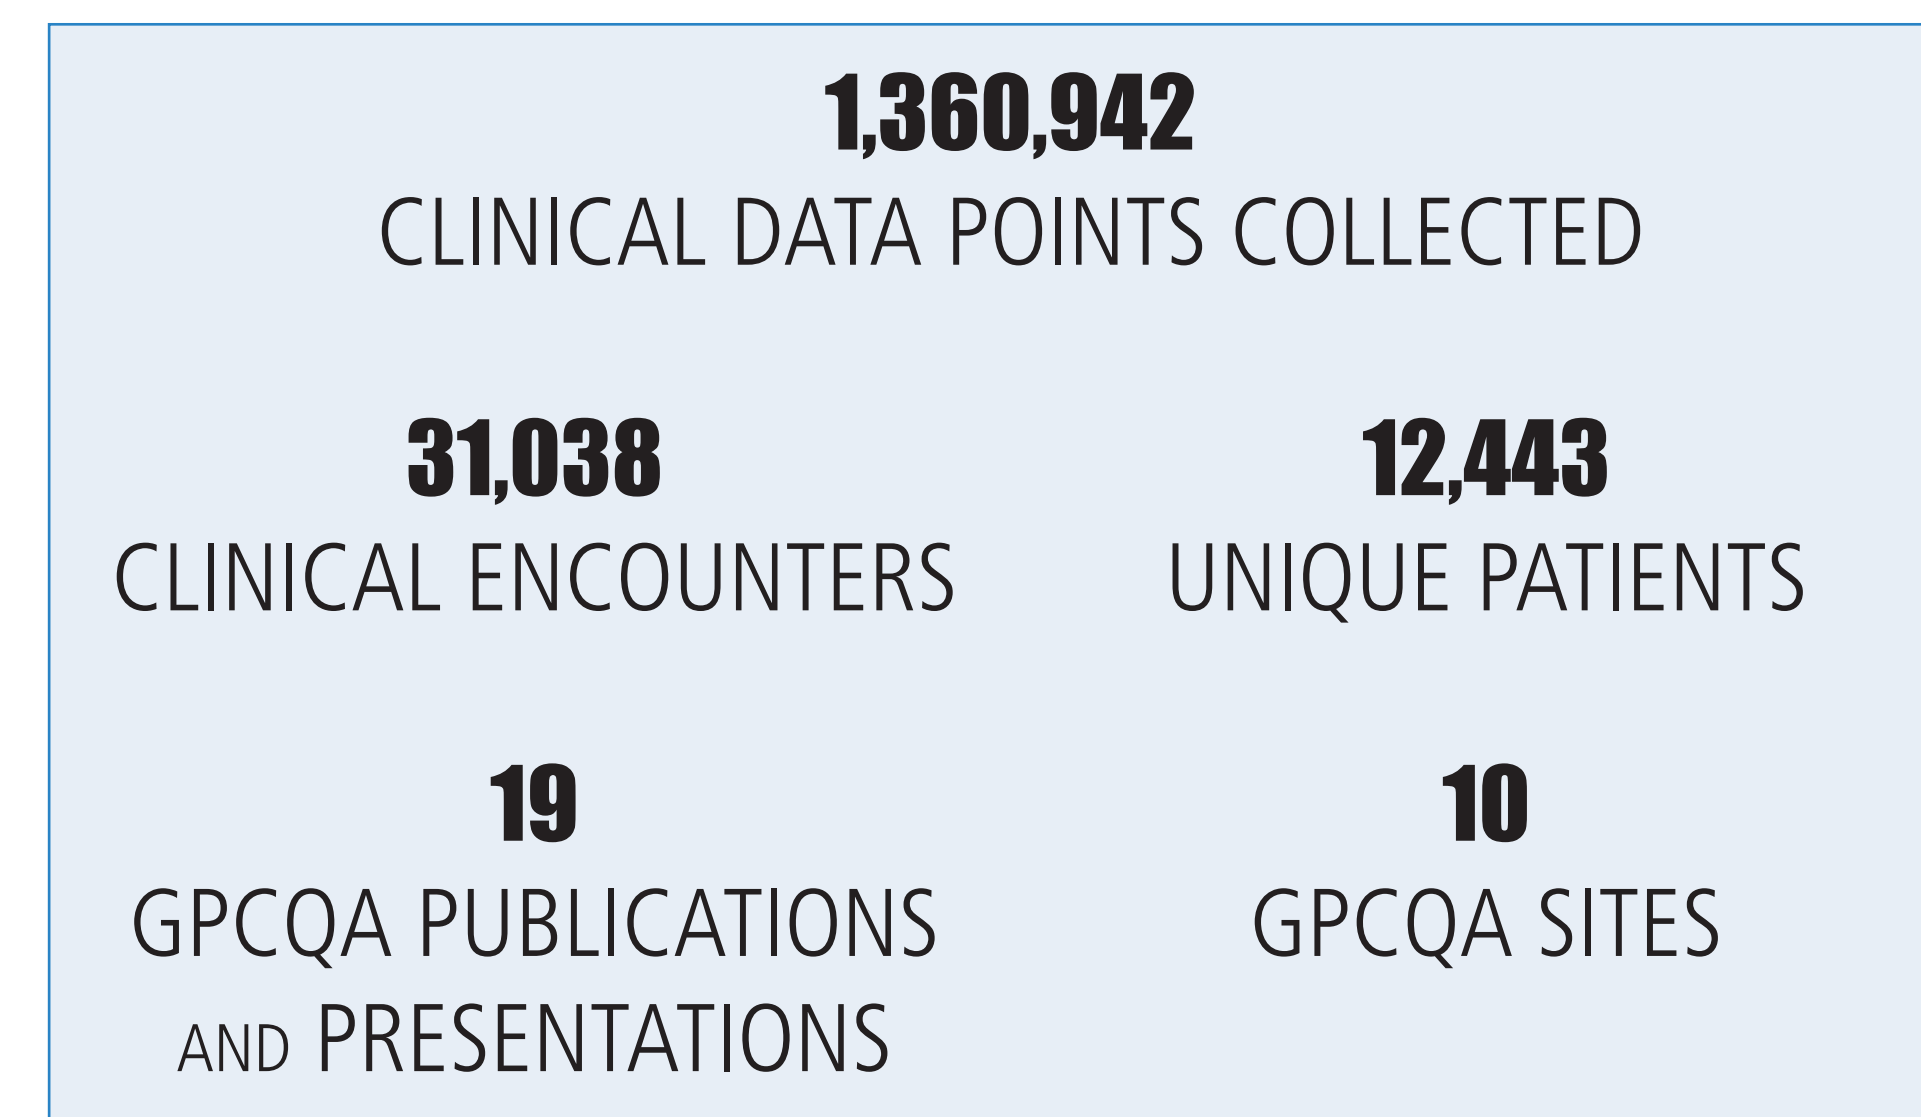 1,360,942
CLINICAL DATA POINTS COLLECTED
31,038
CLINICAL ENCOUNTERS
12,443
UNIQUE PATIENTS
19
GPCQA PUBLICATIONS
AND PRESENTATIONS
10
GPCQA SITES